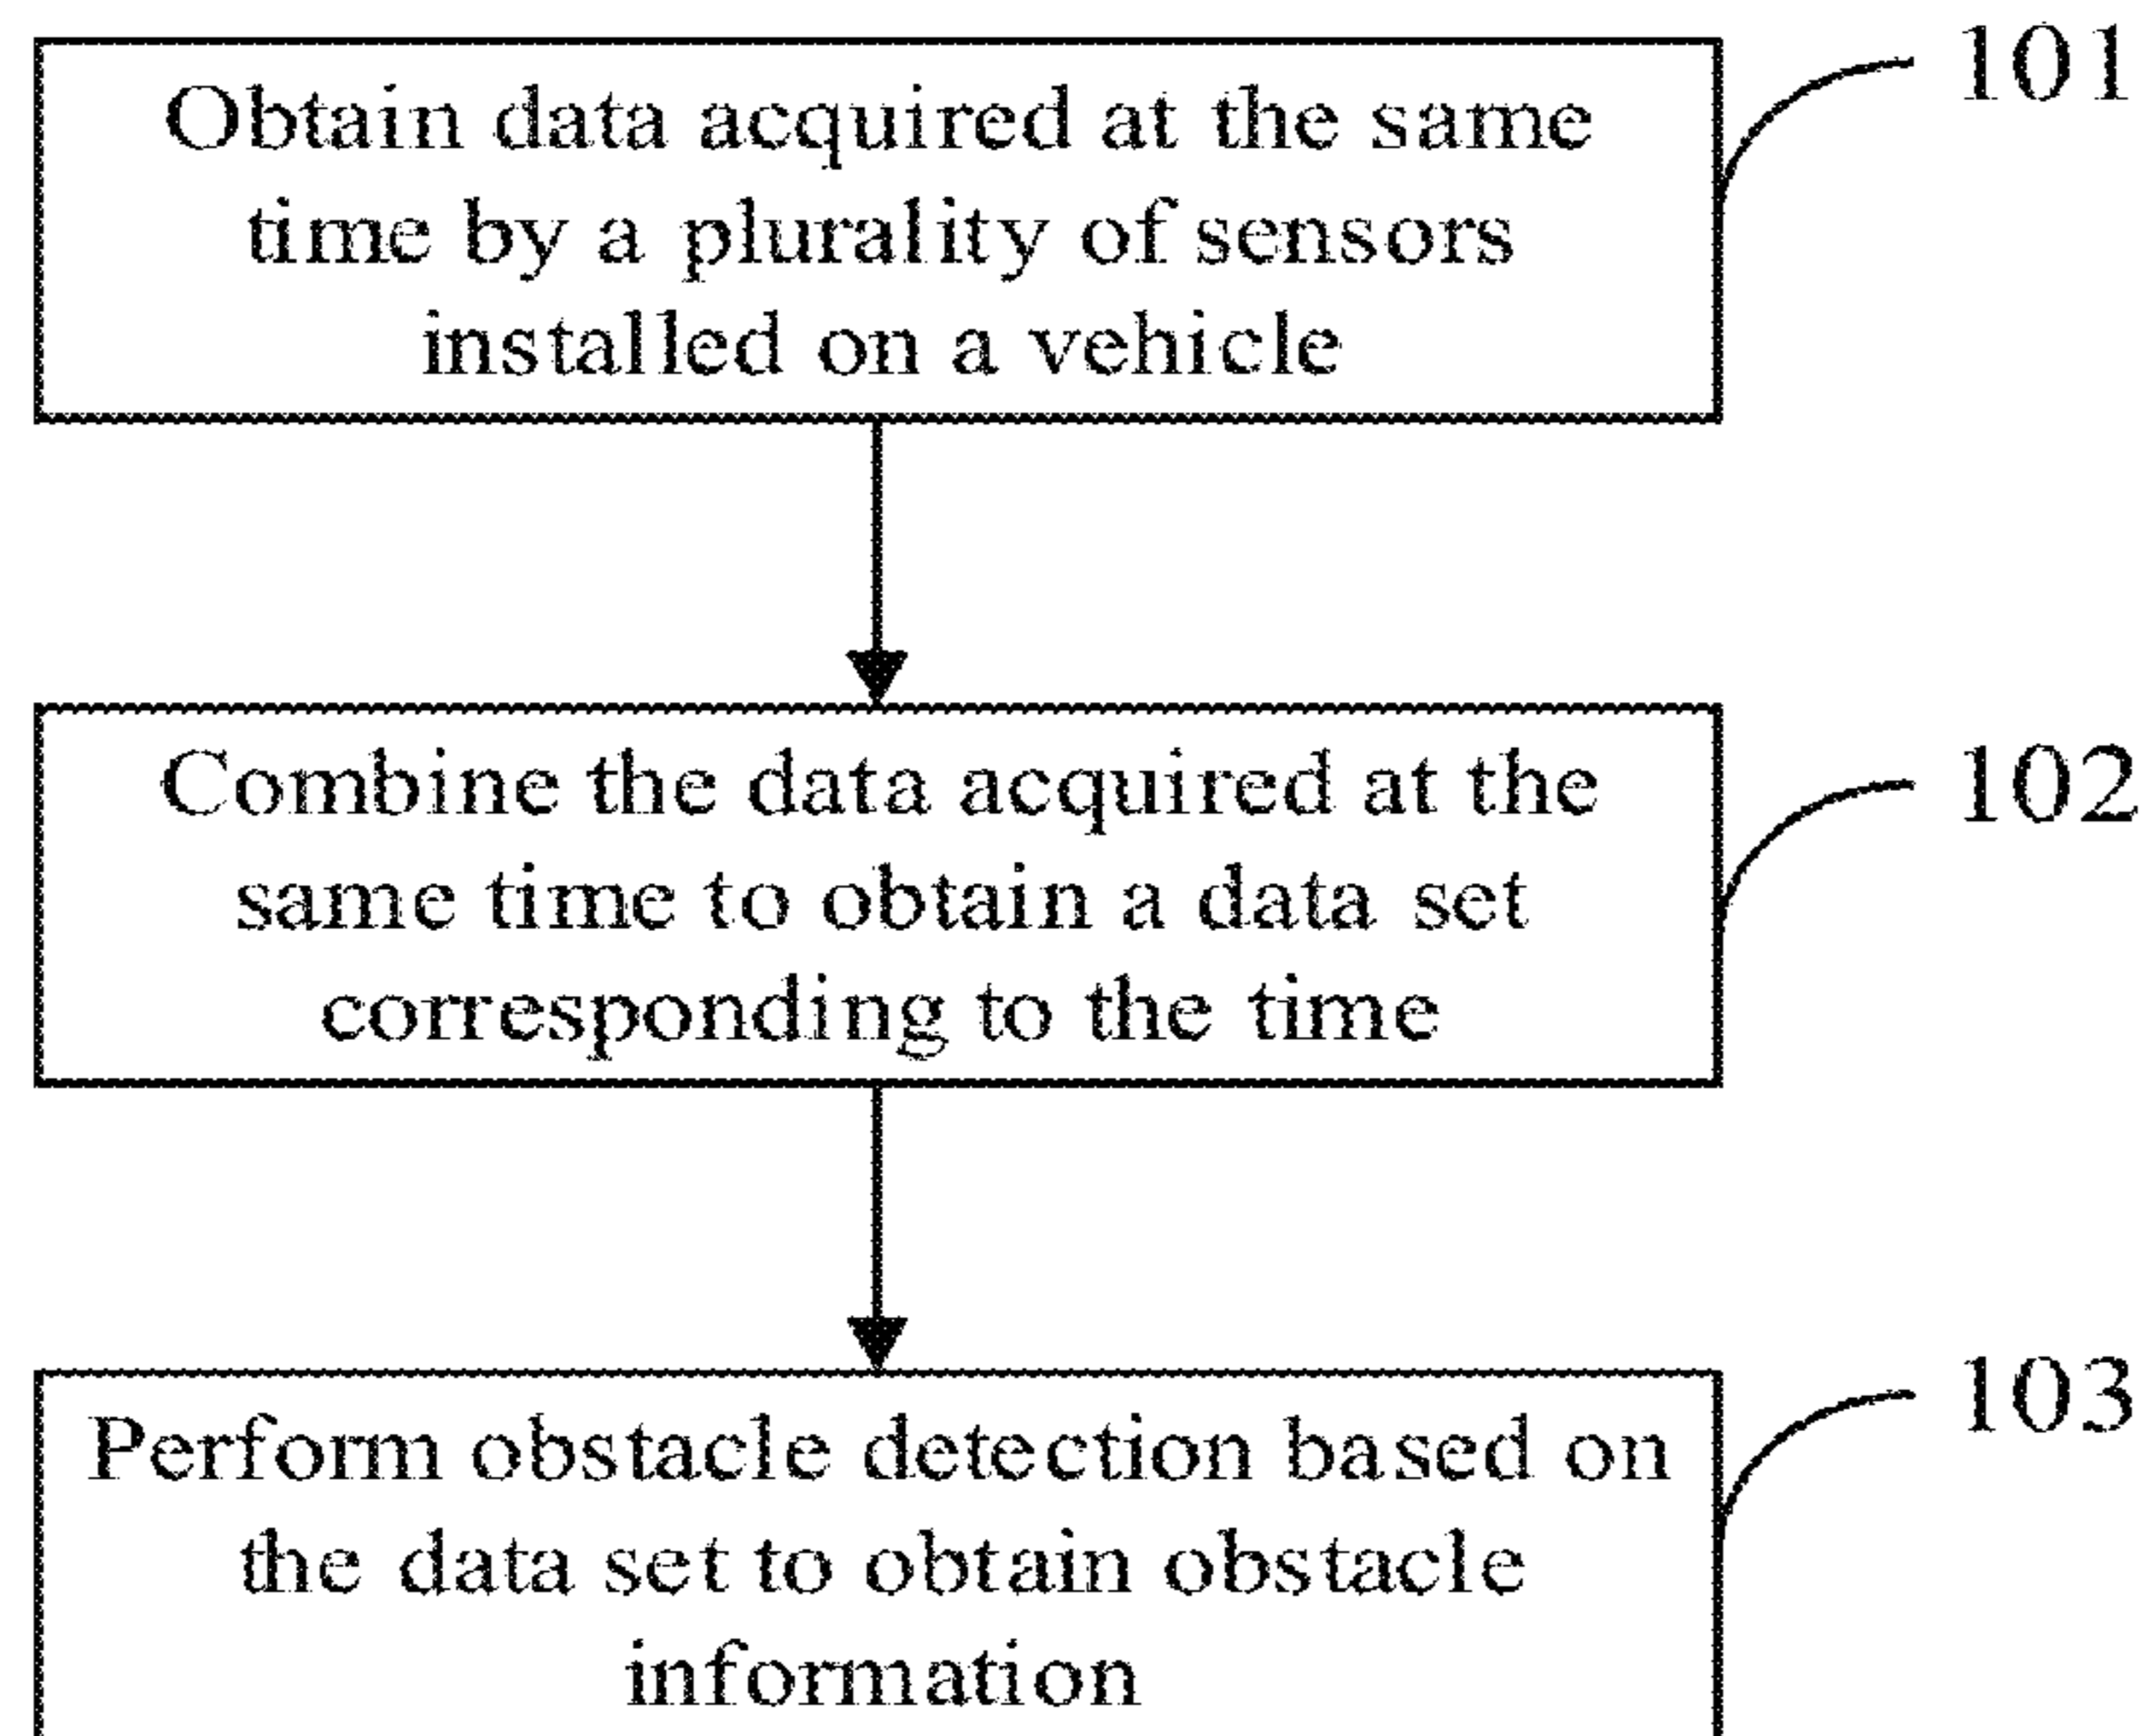 Obtain data acquired at the same
time by a plurality of sensors
installed on a vehicle
101
Combine the data acquired at the
same time to obtain a data set
corresponding to the time
102
Perform obstacle detection based on
the data set to obtain obstacle
information
103